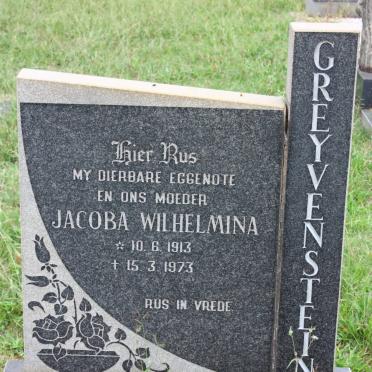 Hier Rus
MY DIERBARE EGGENOTE
EN ONS MOEDER
JACOBA WILHELMINA
☆ 10. 6. 1913
✝ 15. 3. 1973
RUS IN VREDE
GREYVENSTEIN